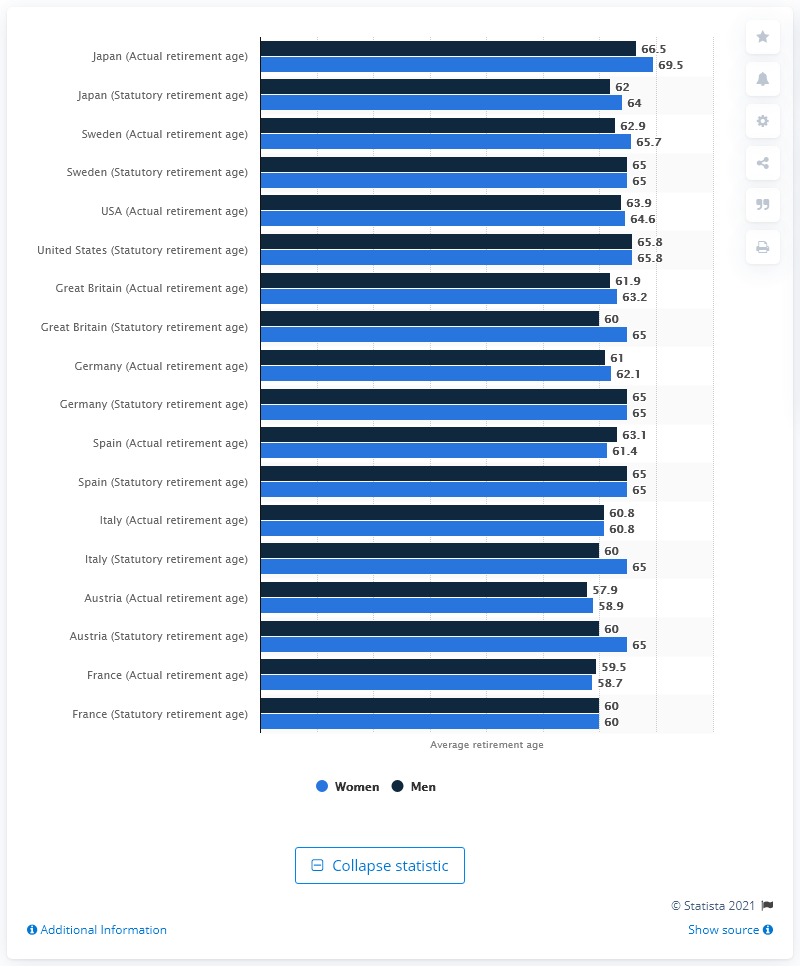 Japan (Actual retirement age)
66.5
69.5
Japan (Statutory retirement age)
62
64
Sweden (Actual retirement age)
62.9
65.7
Sweden (Statutory retirement age)
65
65
USA (Actual retirement age)
63.9
64.6
United States (Statutory retirement age)
65.8
65.8
Great Britain (Actual retirement age)
61.9
63.2
Great Britain (Statutory retirement age)
60
65
Germany (Actual retirement age)
61
62.1
Germany (Statutory retirement age)
65
65
Spain (Actual retirement age)
63.1
61.4
Spain (Statutory retirement age)
65
65
Italy (Actual retirement age)
60.8
60.8
Italy (Statutory retirement age)
60
65
Austria (Actual retirement age)
57.9
58.9
Austria (Statutory retirement age)
60
65
France (Actual retirement age)
59.5
58.7
France (Statutory retirement age)
60
60
Average retirement age
Women Men
Collapse statistic
© Statista 2021
Additional Information Show source